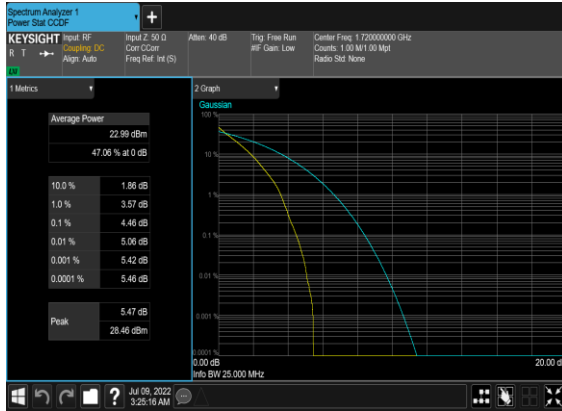 Spectrum Analyzer 1
Power Stat CCDF
+
KEYSIGHT Input: RF Input Z: 50 Ω Atten: 40 dB Trig: Free Run Center Freq: 1.720000000 GHz
R T Coupling: DC Corr CCorr #IF Gain: Low Counts: 1.00 M/1.00 Mpt
Align: Auto Freq Ref: Int (S) Radio Std: None
LU
1 Metrics
2 Graph
Average Power
22.99 dBm
47.06 % at 0 dB
10.0 % 1.86 dB
1.0 % 3.57 dB
0.1 % 4.46 dB
0.01 % 5.06 dB
0.001 % 5.42 dB
0.0001 % 5.46 dB
Peak 5.47 dB
28.46 dBm
Gaussian
100 %
10 %
1 %
0.1 %
0.01 %
0.001 %
0.0001 %
0.00 dB 20.00 d
Info BW 25.000 MHz
?
Jul 09, 2022
3:25:16 AM